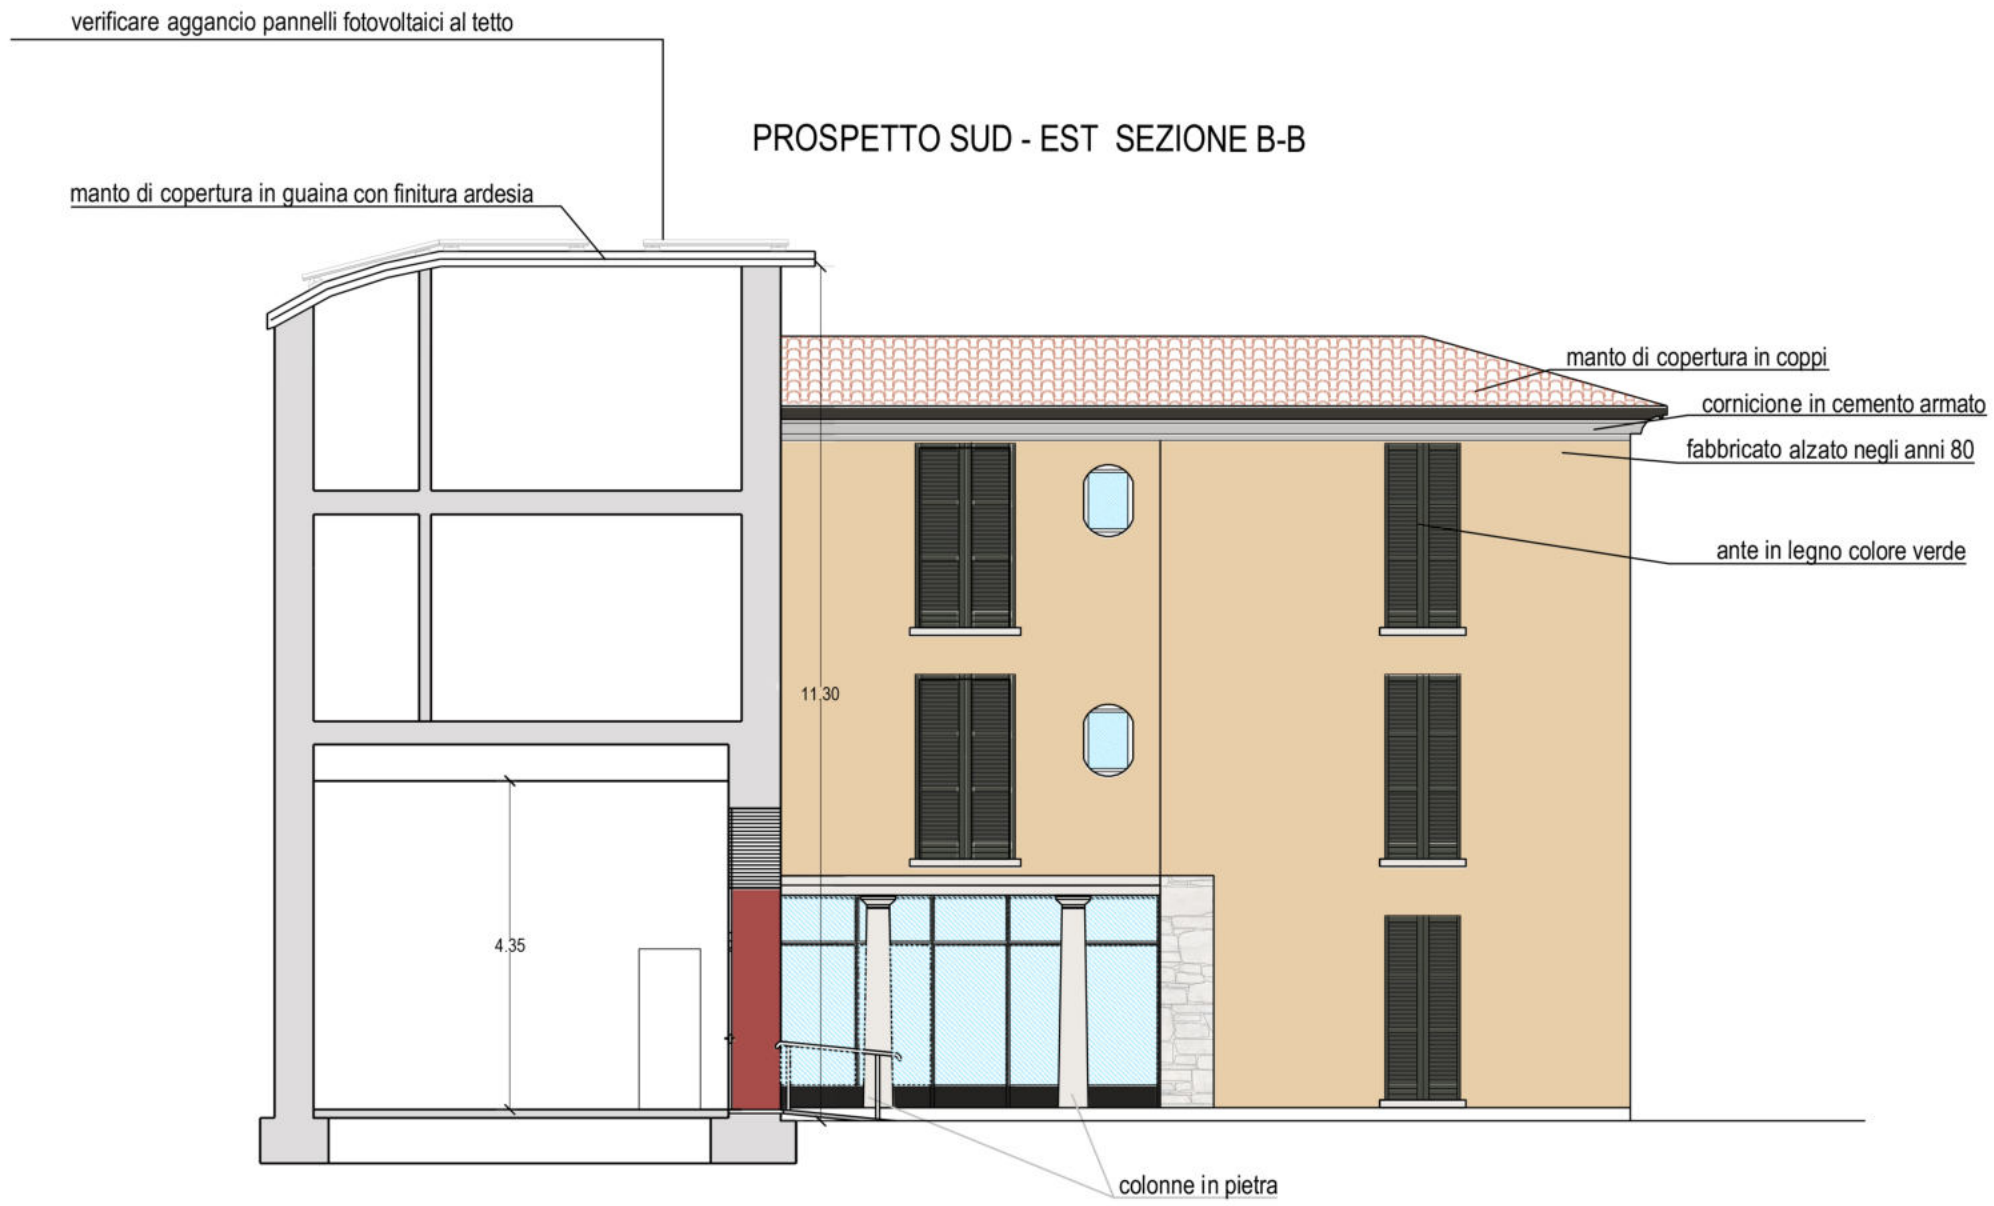 verificare aggancio pannelli fotovoltaici al tetto
PROSPETTO SUD - EST SEZIONE B-B
manto di copertura in guaina con finitura ardesia
manto di copertura in coppi
cornicione in cemento armato
fabbricato alzato negli anni 80
ante in legno colore verde
11.30
4.35
colonne in pietra